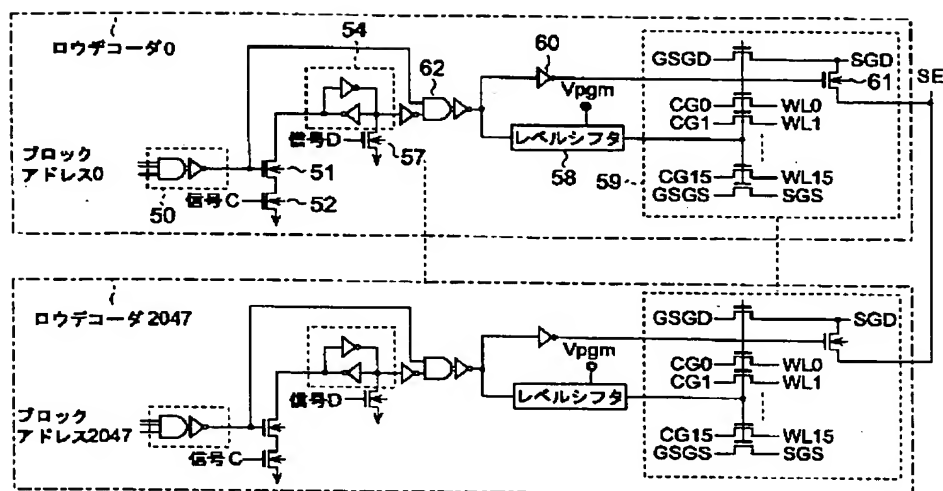 ロウデコーダ0
54
62
60
GSGD
SGD
SE
61
Vpgm
CG0
WL0
CG1
WL1
信号D
57
レベルシフタ
58
59
ブロック
アドレス0
50
51
信号C
52
CG15
WL15
GSGS
SGS
ロウデコーダ2047
GSGD
SGD
Vpgm
CG0
WL0
CG1
WL1
信号D
レベルシフタ
ブロック
アドレス2047
信号C
CG15
WL15
GSGS
SGS